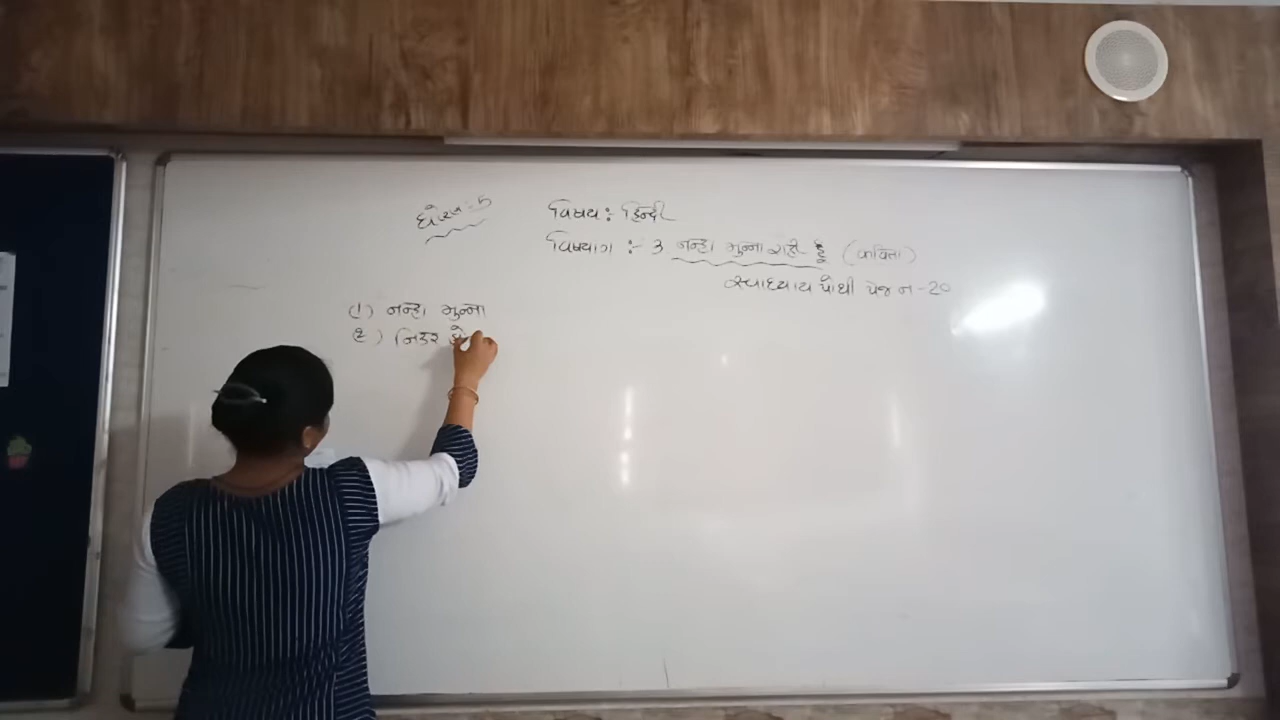 ધોરણ :- 5
વિષય :- हिन्दी
વિષયાંગ :- 3 नन्हा मुन्ना राही हूँ (कविता)
સ્વાધ્યાય પોથી પેજ નં - 20
(1) नन्हा मुन्ना
(2) निडर